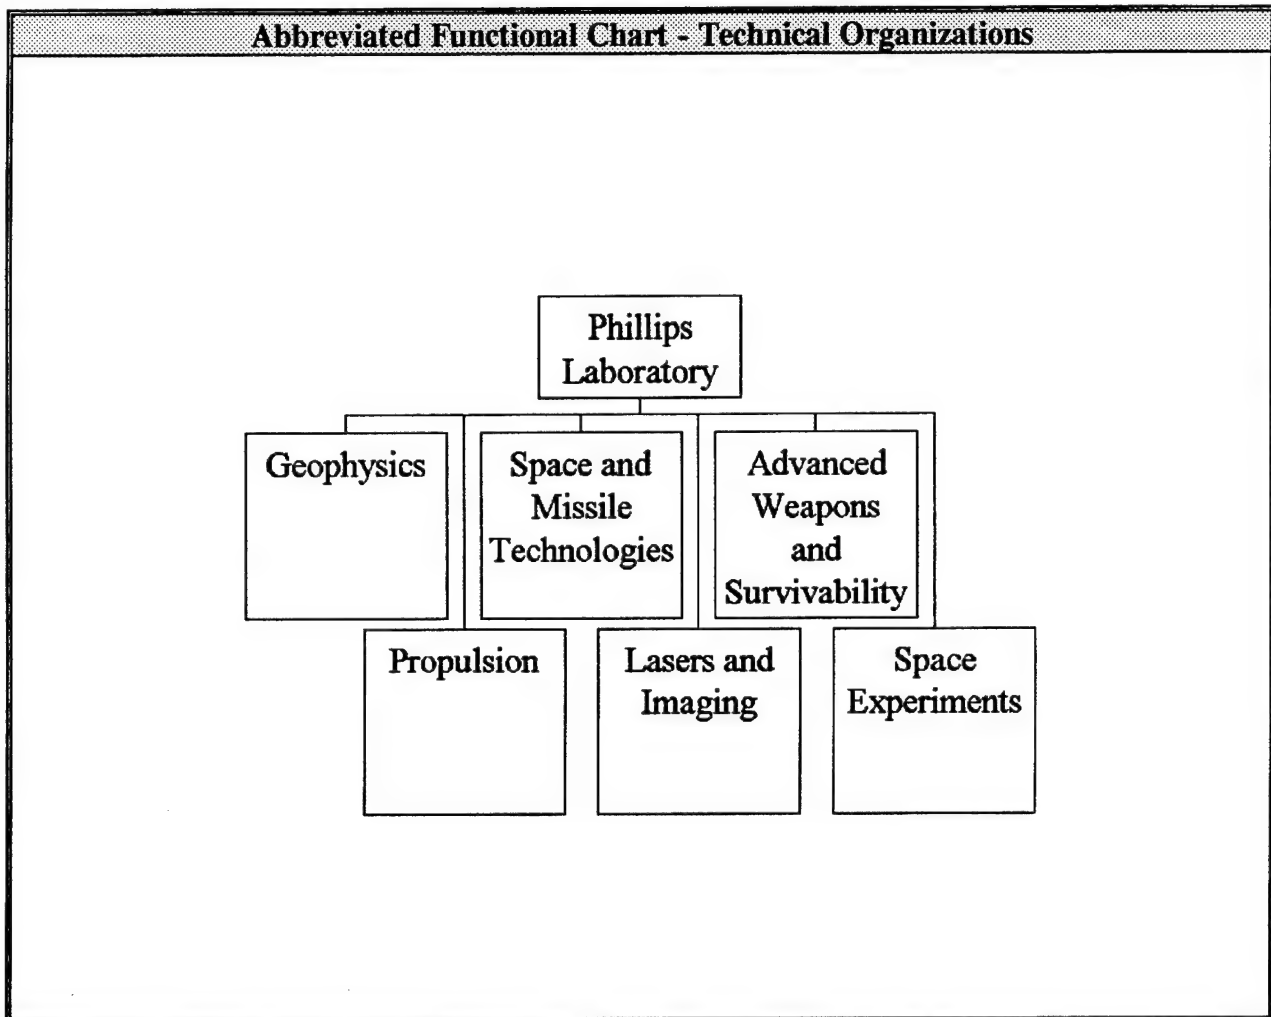 Abbreviated Functional Chart - Technical Organizations
Phillips
Laboratory
Geophysics
Space and
Missile
Technologies
Advanced
Weapons
and
Survivability
Propulsion
Lasers and
Imaging
Space
Experiments